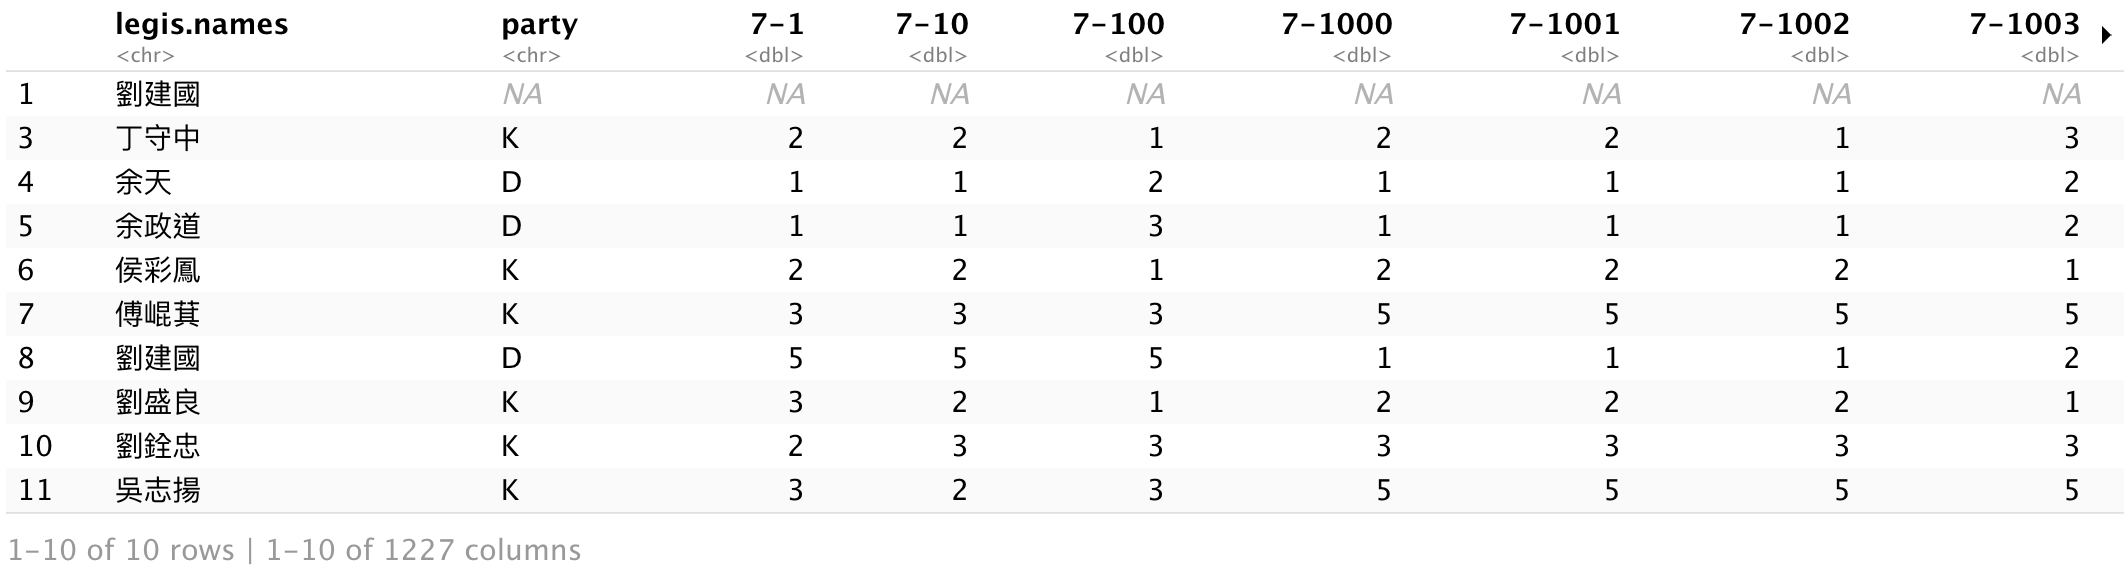 legis.names party 7-1 7-10 7-100 7-1000 7-1001 7-1002 7-1003
<chr> <chr> <dbl> <dbl> <dbl> <dbl> <dbl> <dbl> <dbl>
1 劉建國 NA NA NA NA NA NA NA NA
3 丁守中 K 2 2 1 2 2 1 3
4 余天 D 1 1 2 1 1 1 2
5 余政道 D 1 1 3 1 1 1 2
6 侯彩鳳 K 2 2 1 2 2 2 1
7 傅崐萁 K 3 3 3 5 5 5 5
8 劉建國 D 5 5 5 1 1 1 2
9 劉盛良 K 3 2 1 2 2 2 1
10 劉銓忠 K 2 3 3 3 3 3 3
11 吳志揚 K 3 2 3 5 5 5 5
1-10 of 10 rows | 1-10 of 1227 columns